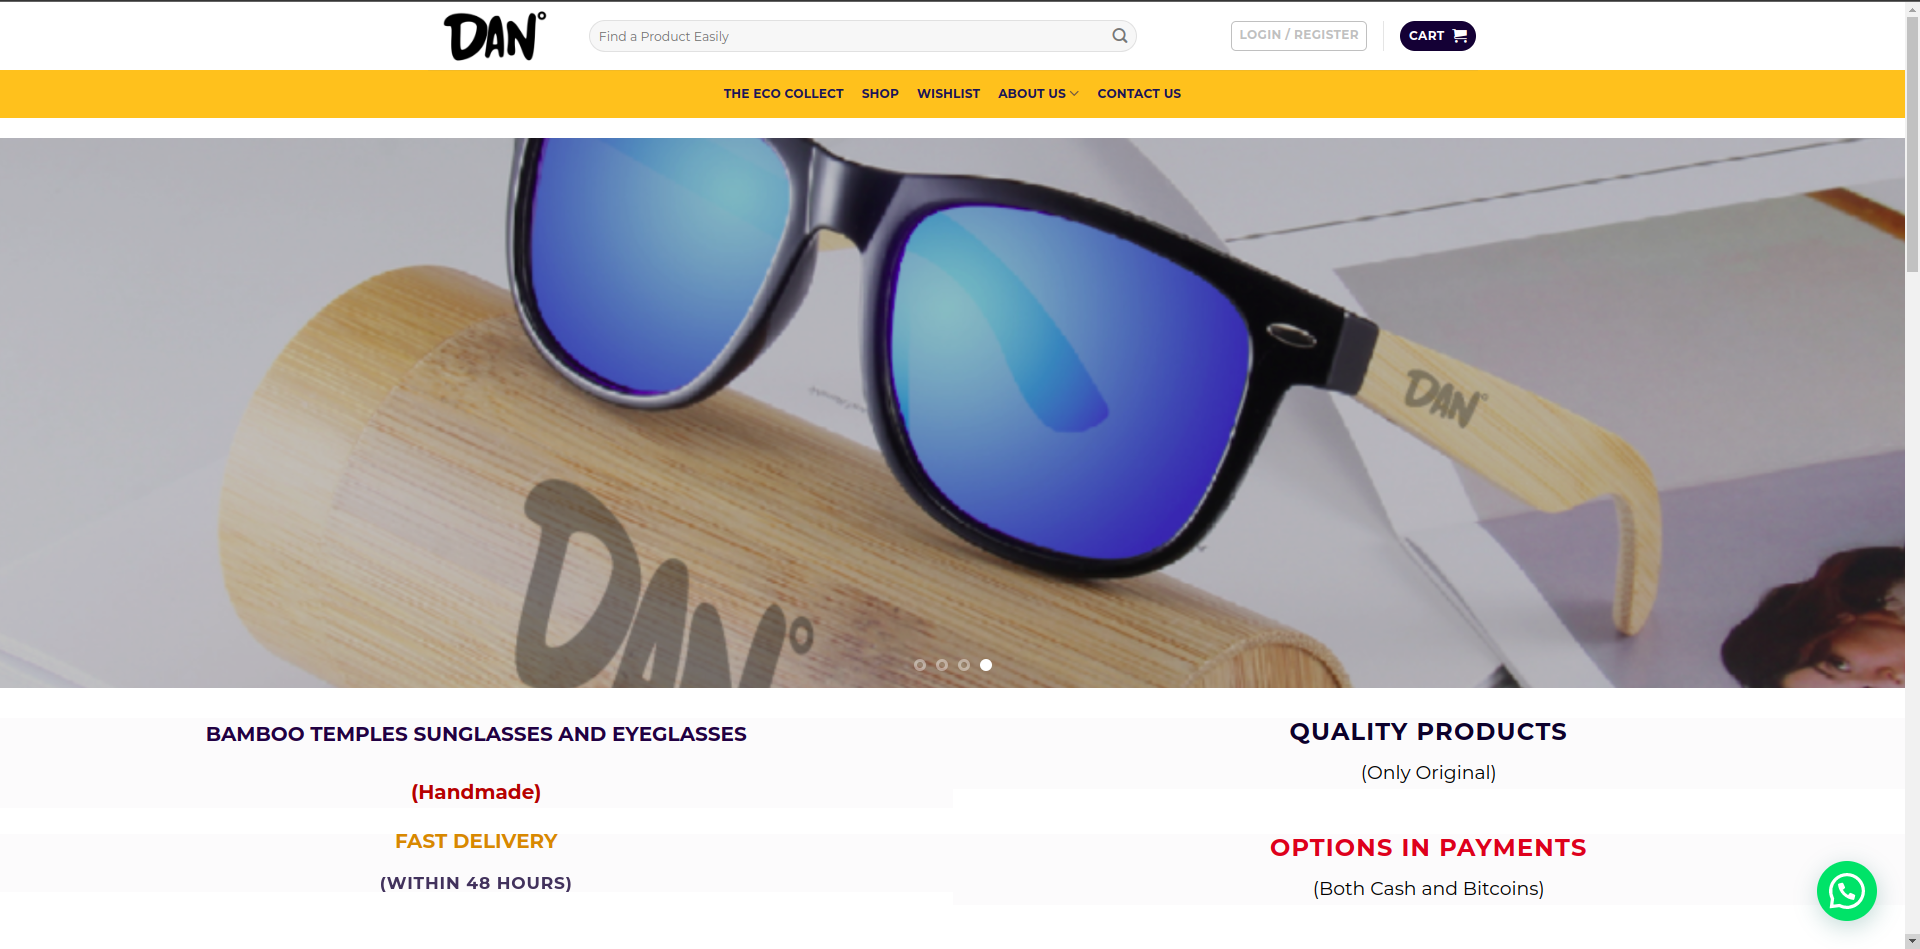 DAN°
Find a Product Easily
LOGIN / REGISTER
CART
THE ECO COLLECT
SHOP
WISHLIST
ABOUT US
CONTACT US
DAN°
DAN°
BAMBOO TEMPLES SUNGLASSES AND EYEGLASSES
(Handmade)
QUALITY PRODUCTS
(Only Original)
FAST DELIVERY
(WITHIN 48 HOURS)
OPTIONS IN PAYMENTS
(Both Cash and Bitcoins)